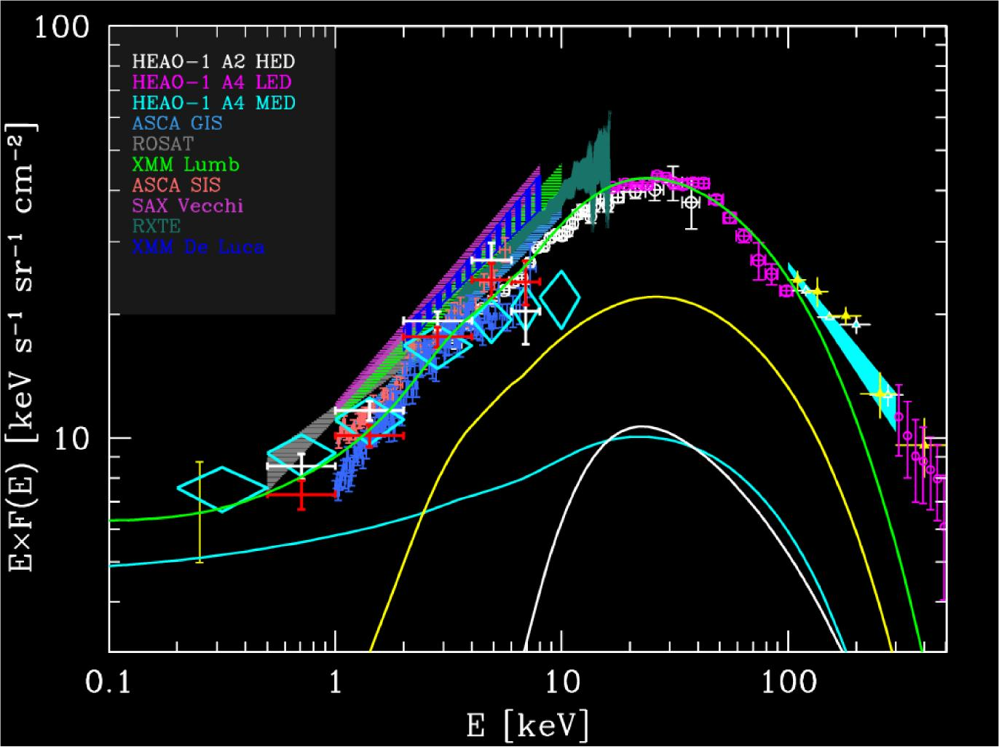 100
HEAO-1 A2 HED
HEAO-1 A4 LED
HEAO-1 A4 MED
ASCA GIS
ROSAT
XMM Lumb
ASCA SIS
SAX Vecchi
RXTE
XMM De Luca
E×F(E) [keV s⁻¹ sr⁻¹ cm⁻²]
10
0.1 1 10 100
E [keV]